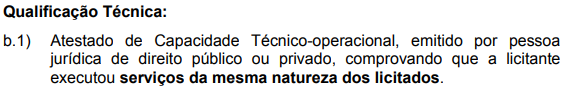 Qualificação Técnica:
b.1) Atestado de Capacidade Técnico-operacional, emitido por pessoa
jurídica de direito público ou privado, comprovando que a licitante
executou serviços da mesma natureza dos licitados.